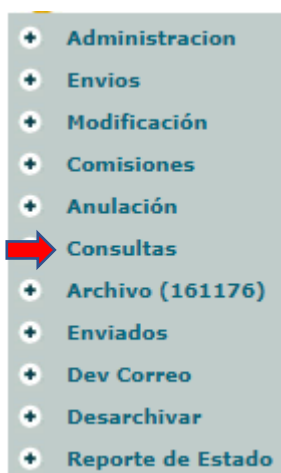 Administracion
Envios
Modificación
Comisiones
Anulación
Consultas
Archivo (161176)
Enviados
Dev Correo
Desarchivar
Reporte de Estado